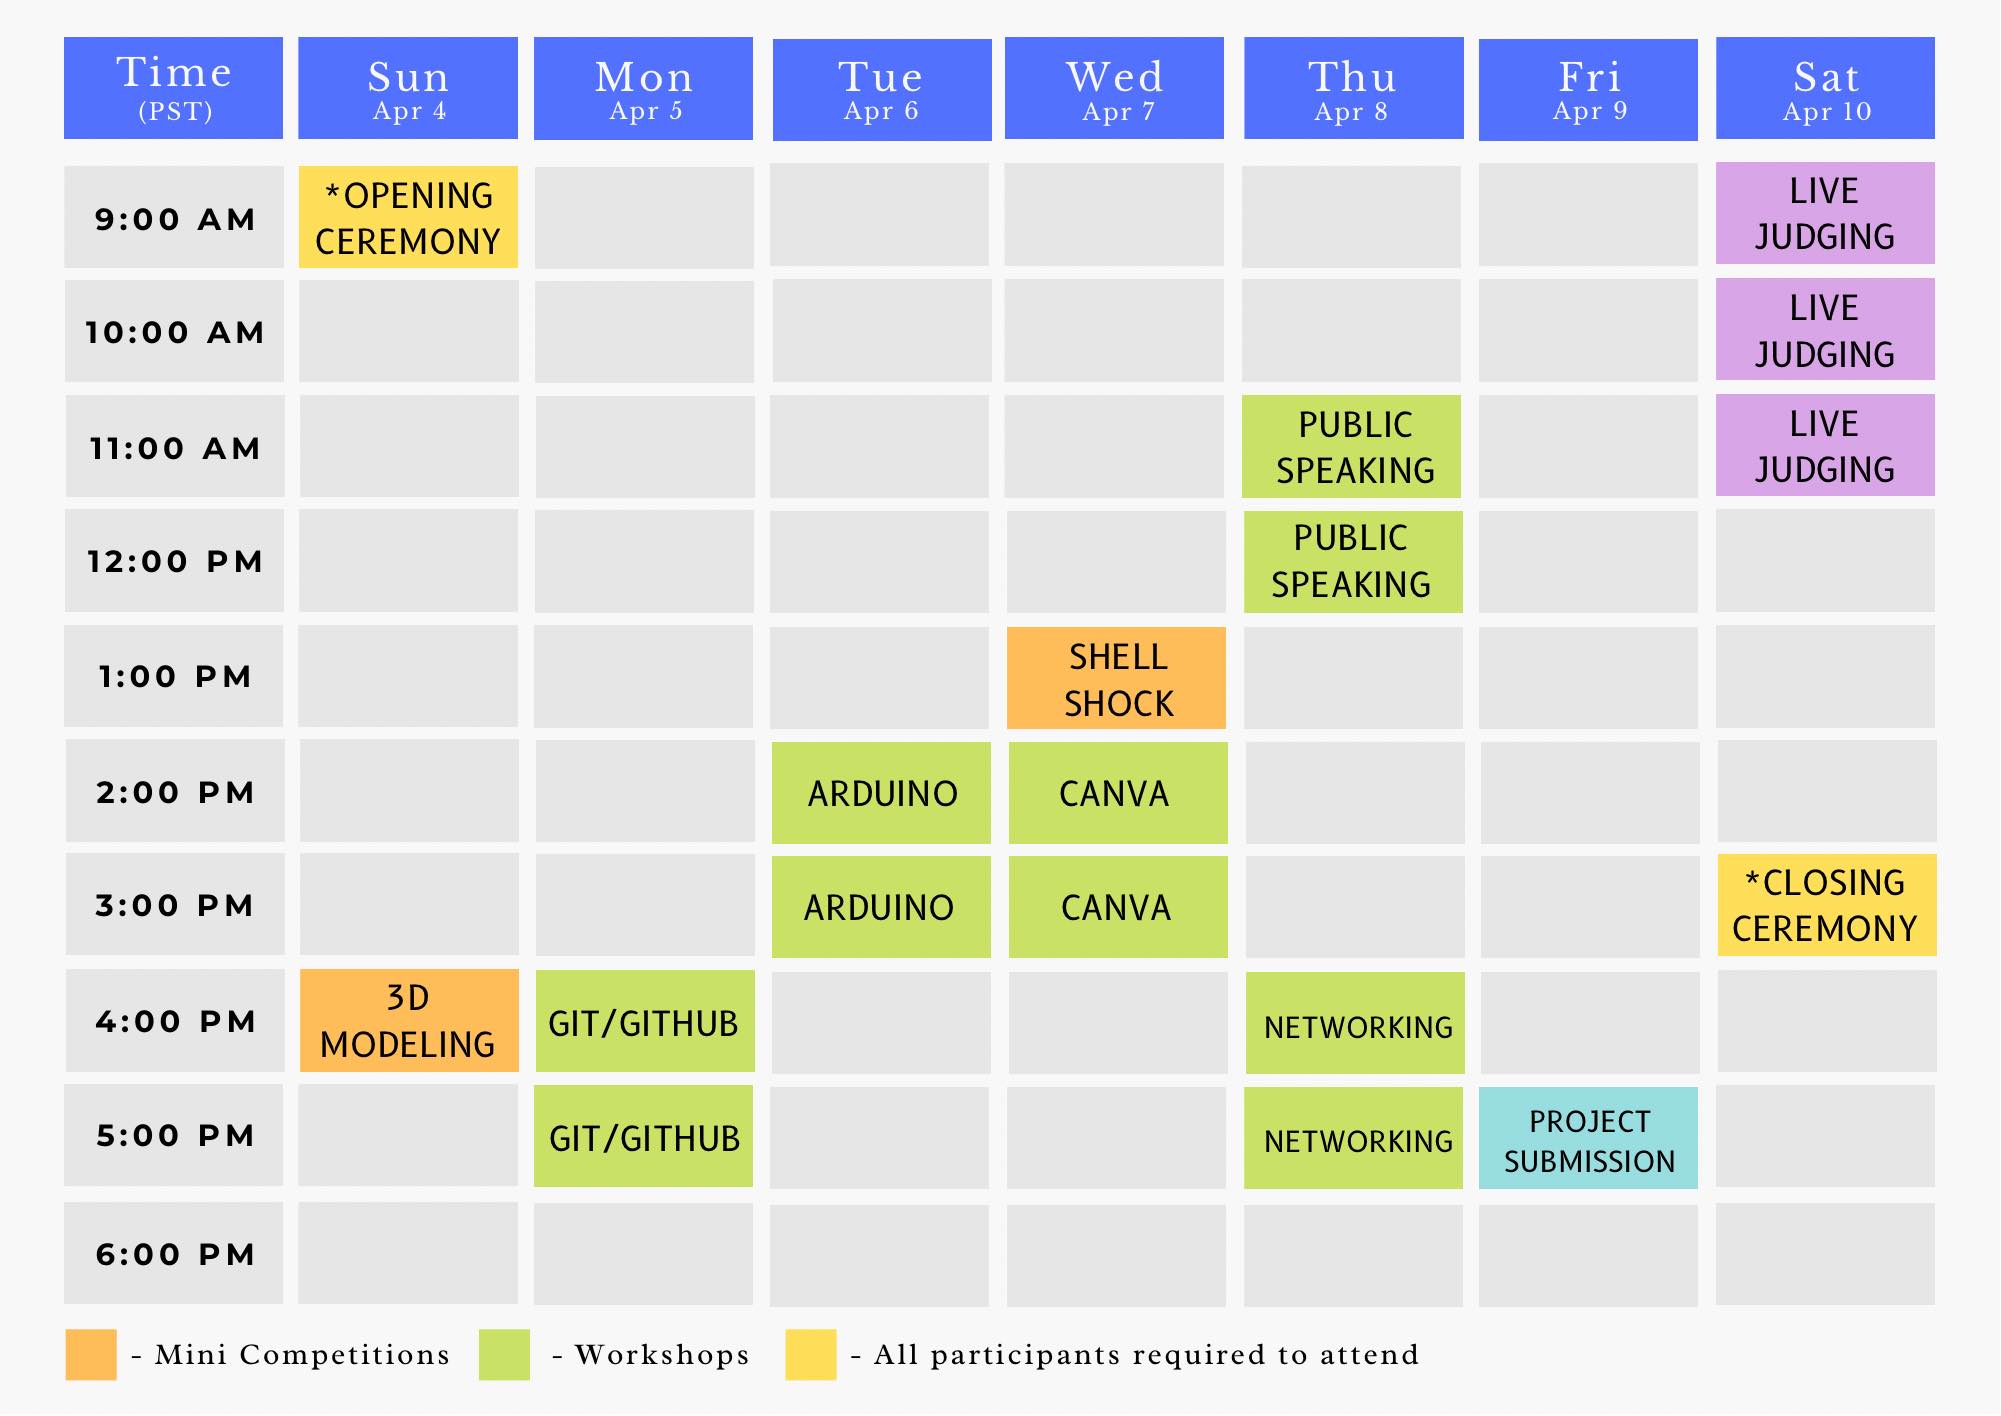 Time
(PST)
Sun
Apr 4
Mon
Apr 5
Tue
Apr 6
Wed
Apr 7
Thu
Apr 8
Fri
Apr 9
Sat
Apr 10
9:00 AM
*OPENING
CEREMONY
LIVE
JUDGING
10:00 AM
LIVE
JUDGING
11:00 AM
PUBLIC
SPEAKING
LIVE
JUDGING
12:00 PM
PUBLIC
SPEAKING
1:00 PM
SHELL
SHOCK
2:00 PM
ARDUINO
CANVA
3:00 PM
ARDUINO
CANVA
*CLOSING
CEREMONY
4:00 PM
3D
MODELING
GIT/GITHUB
NETWORKING
5:00 PM
GIT/GITHUB
NETWORKING
PROJECT
SUBMISSION
6:00 PM
- Mini Competitions
- Workshops
- All participants required to attend